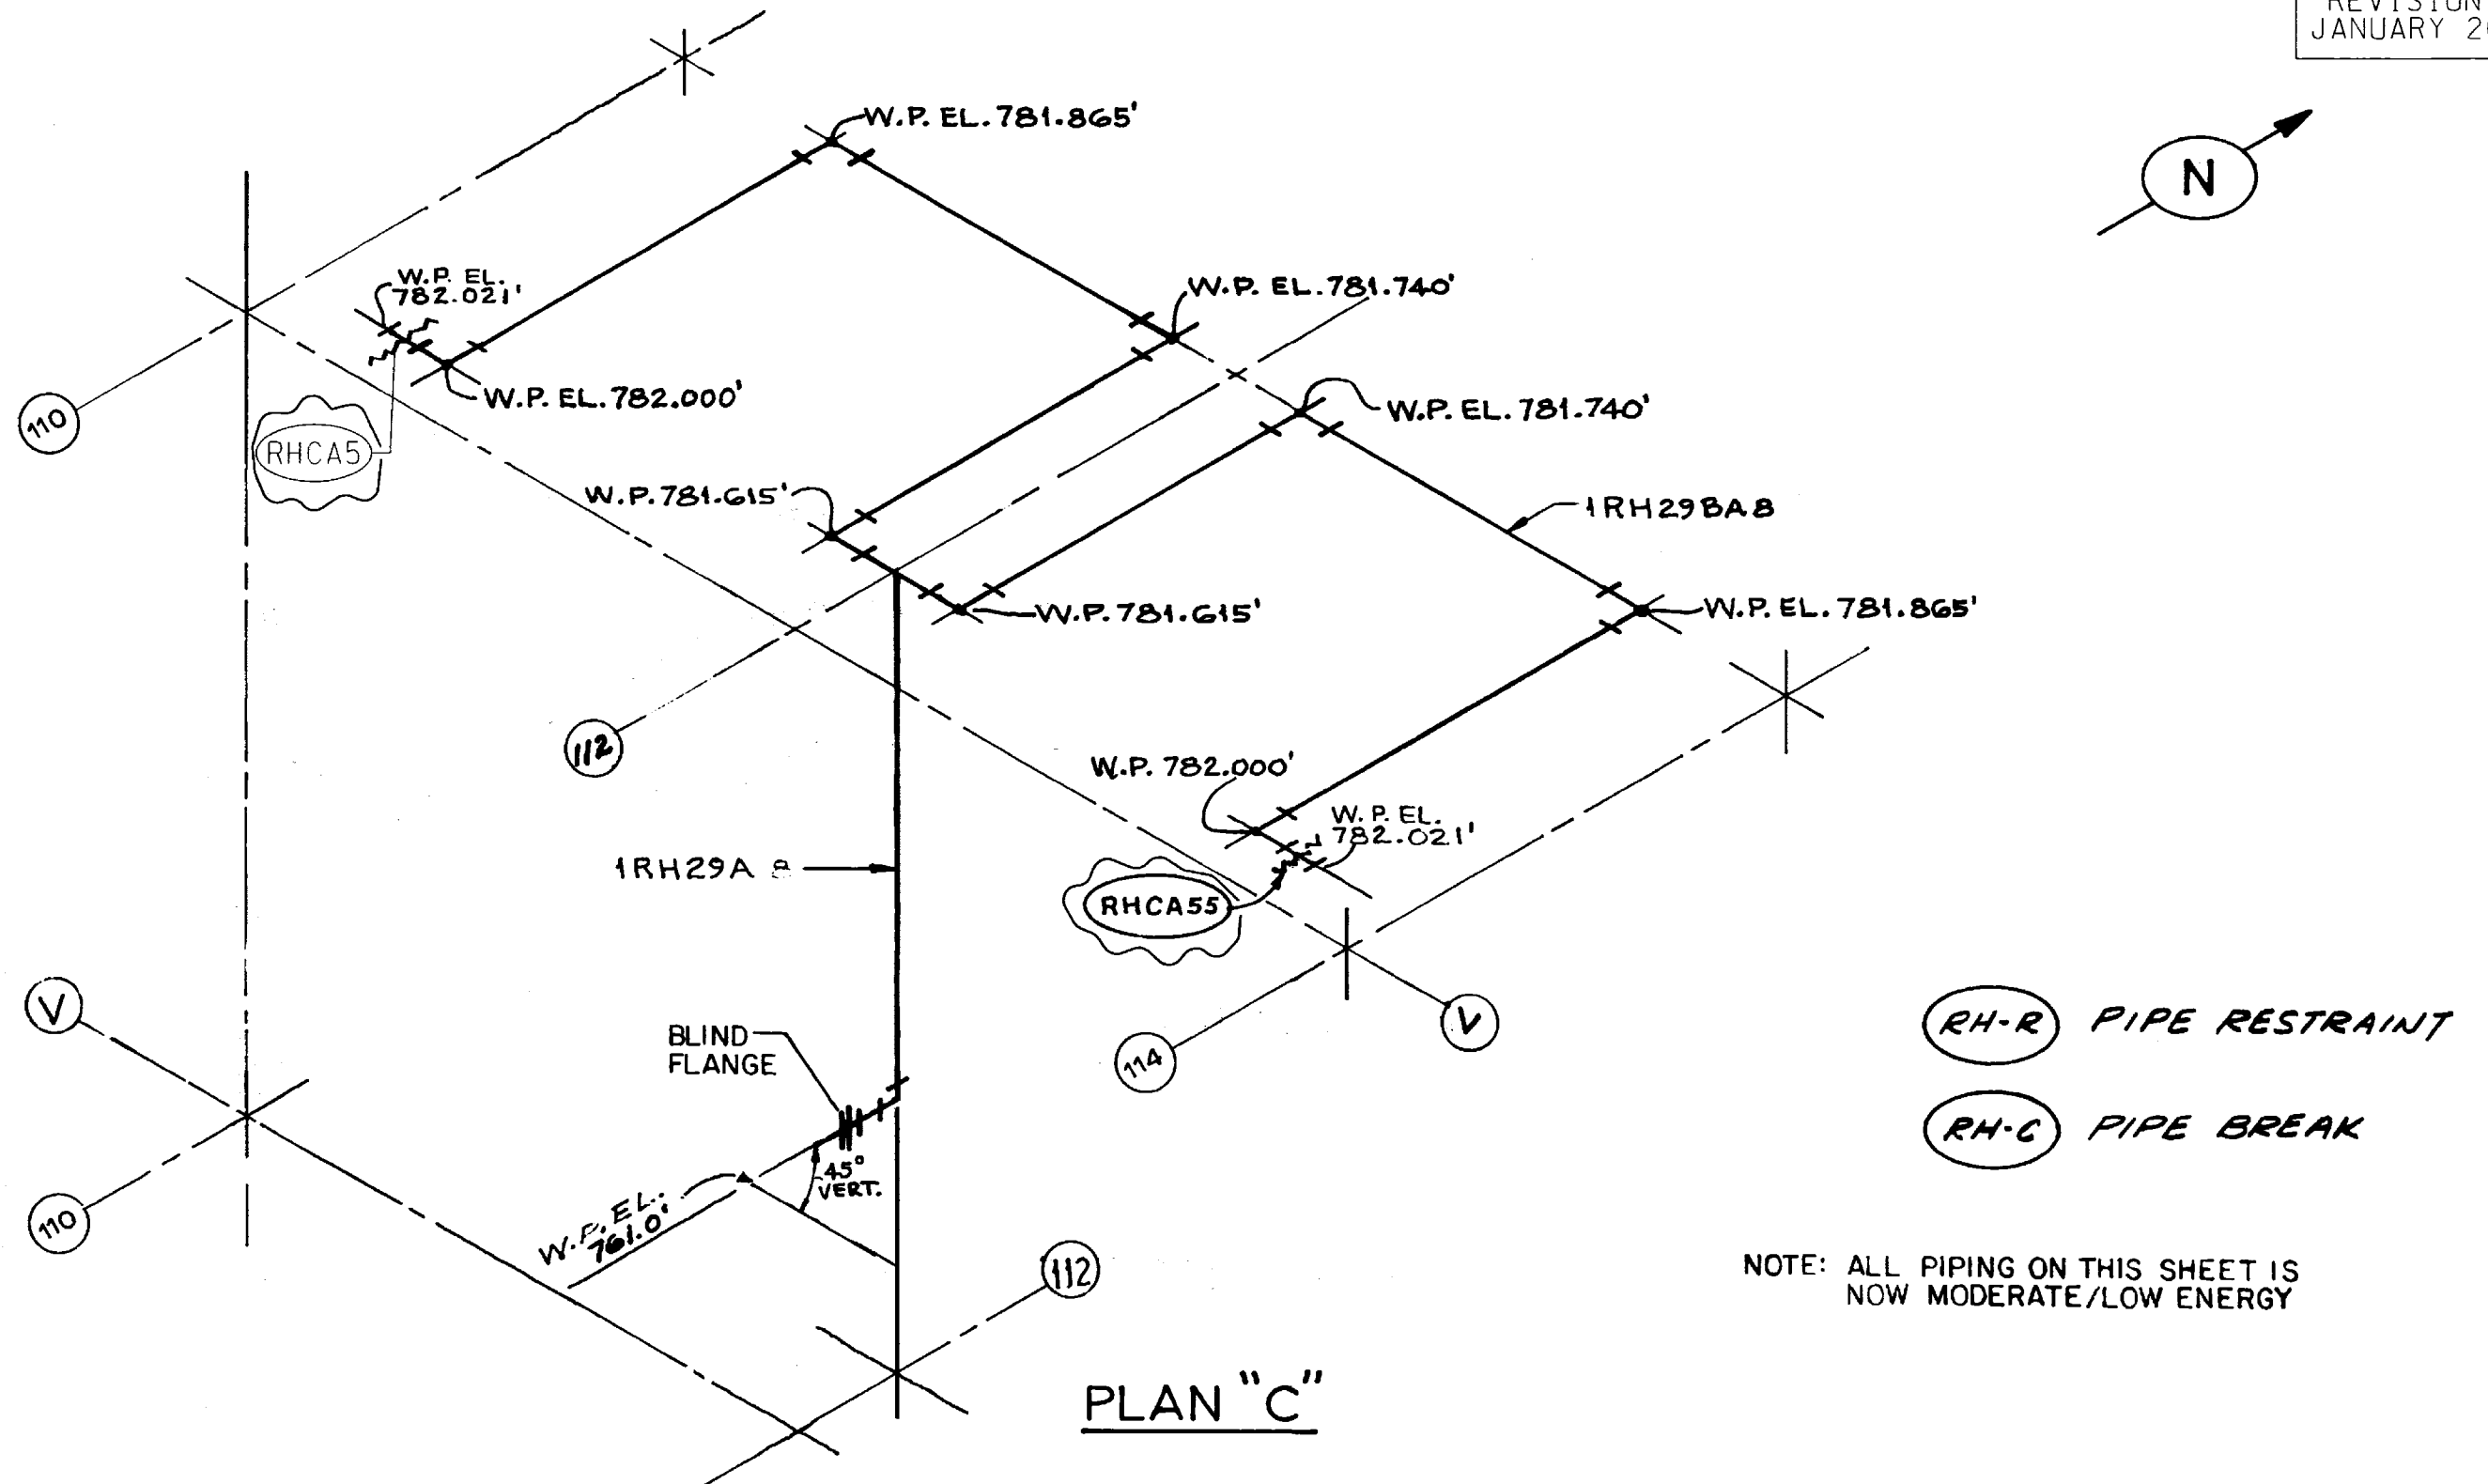 REVISION
JANUARY 2
W.P. EL. 781.865'
N
W.P. EL.
782.021'
W.P. EL. 781.740'
W.P. EL. 782.000'
W.P. EL. 781.740'
110
RHCA5
W.P. 781.615'
1RH29BA8
W.P. 781.615'
W.P. EL. 781.865'
112
W.P. 782.000'
W.P. EL.
782.021'
1RH29A 8
RHCA55
V
V
BLIND
FLANGE
114
RH-R PIPE RESTRAINT
RH-C PIPE BREAK
45°
VERT.
110
W.P. EL.
761.0'
112
NOTE: ALL PIPING ON THIS SHEET IS
NOW MODERATE/LOW ENERGY
PLAN "C"